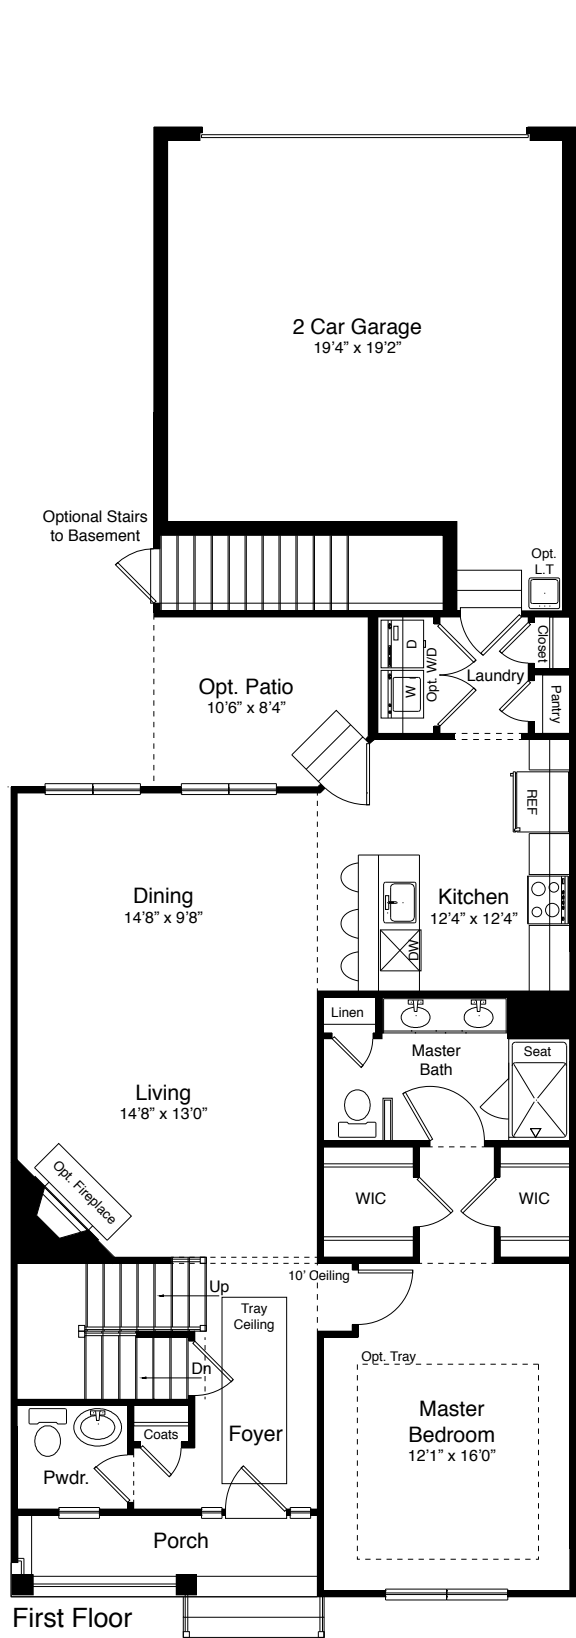 2 Car Garage
19'4" x 19'2"
Optional Stairs
to Basement
Opt.
L.T
D
W
Opt. W/D
Laundry
Closet
Pantry
Opt. Patio
10'6" x 8'4"
REF
Dining
14'8" x 9'8"
Kitchen
12'4" x 12'4"
DW
Linen
Master
Bath
Seat
Living
14'8" x 13'0"
Opt. Fireplace
WIC
WIC
10' Ceiling
Up
Tray
Ceiling
Dn
Opt. Tray
Master
Bedroom
12'1" x 16'0"
Coats
Foyer
Pwdr.
Porch
First Floor